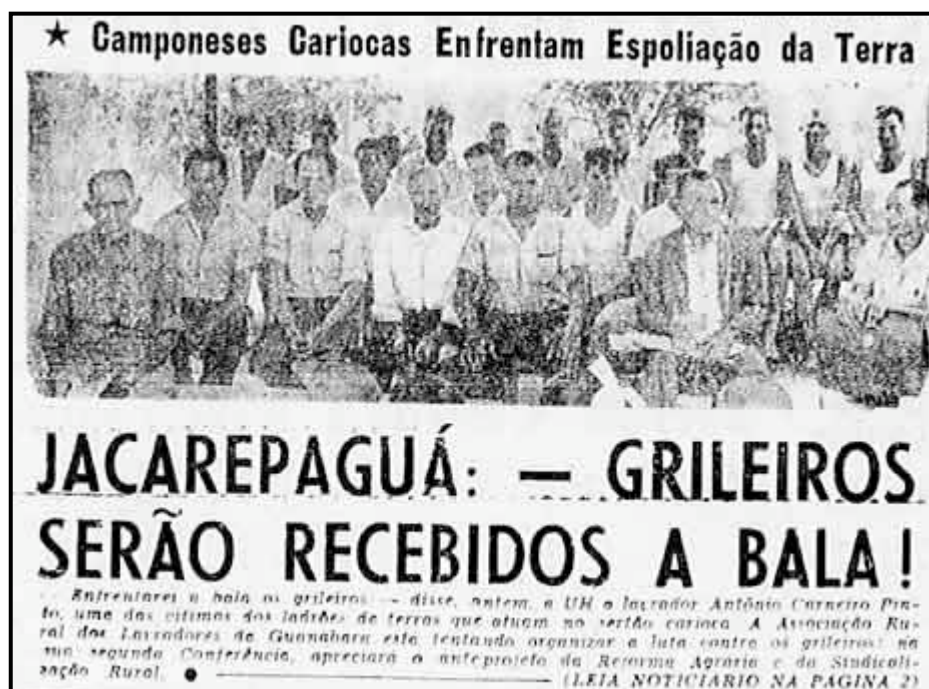 ★ Camponeses Cariocas Enfrentam Espoliação da Terra
JACAREPAGUÁ: — GRILEIROS
SERÃO RECEBIDOS A BALA!
— Enfrentarei a bala os grileiros — disse, ontem, a UH o lavrador Antônio Carneiro Pin-
to, uma das vítimas dos ladrões de terras que atuam no sertão carioca. A Associação Ru-
ral dos Lavradores da Guanabara está tentando organizar a luta contra os grileiros: na
sua segunda Conferência, apreciará o anteprojeto da Reforma Agrária e da Sindicali-
zação Rural. ● ——— (LEIA NOTICIARIO NA PAGINA 2)